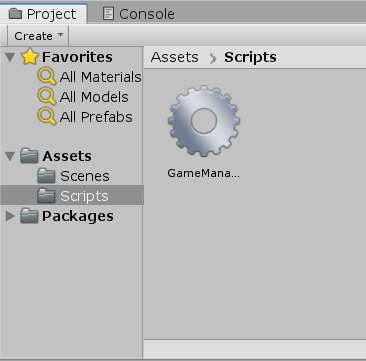 Project Console
Create
Favorites
All Materials
All Models
All Prefabs
Assets
Scenes
Scripts
Packages
Assets Scripts
GameMana...